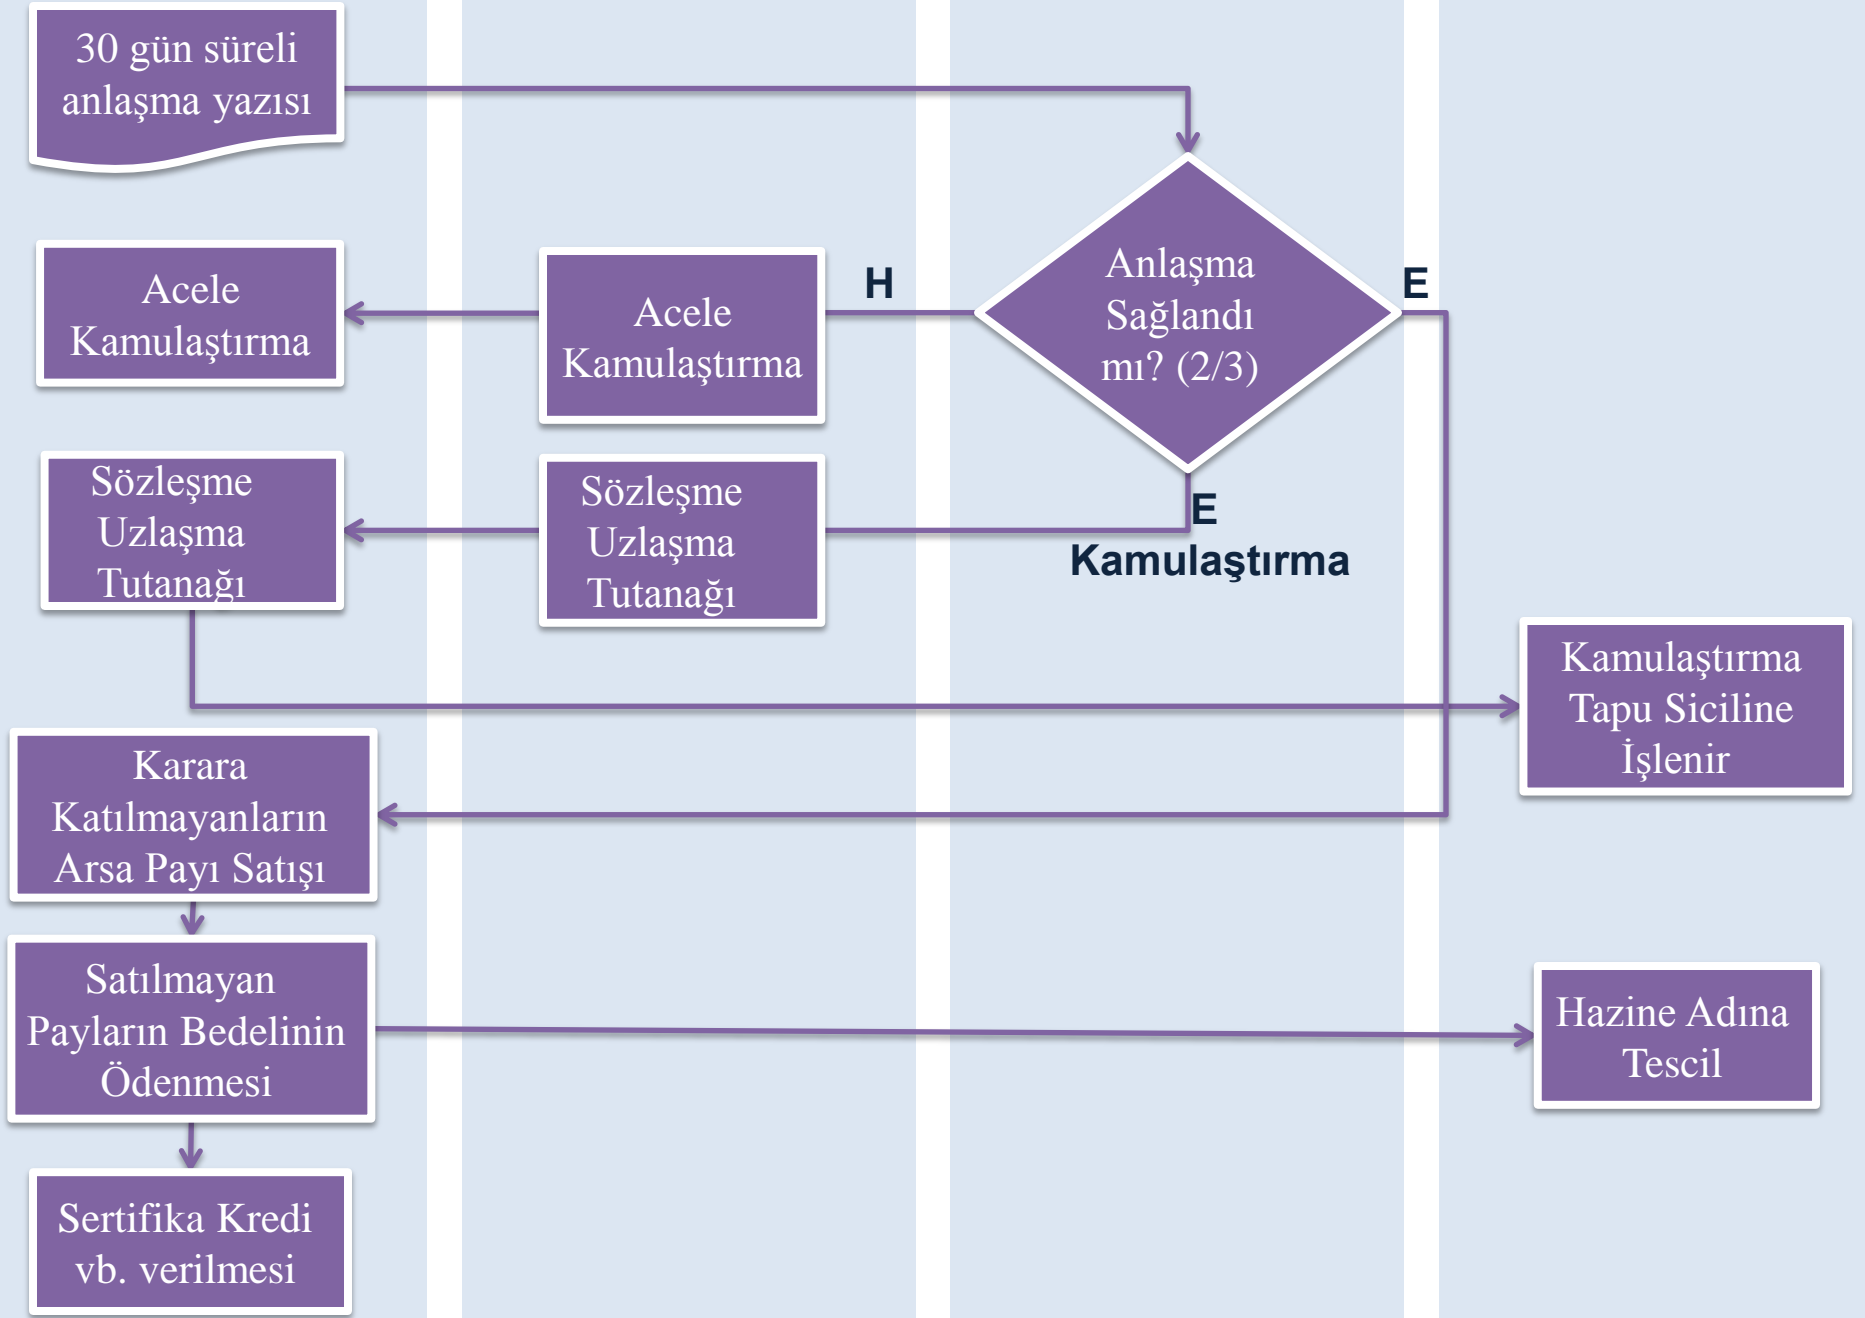 30 gün süreli
anlaşma yazısı
Anlaşma
Sağlandı
mı? (2/3)
H
E
E
Kamulaştırma
Acele
Kamulaştırma
Acele
Kamulaştırma
Sözleşme
Uzlaşma
Tutanağı
Sözleşme
Uzlaşma
Tutanağı
Kamulaştırma
Tapu Siciline
İşlenir
Karara
Katılmayanların
Arsa Payı Satışı
Satılmayan
Payların Bedelinin
Ödenmesi
Hazine Adına
Tescil
Sertifika Kredi
vb. verilmesi